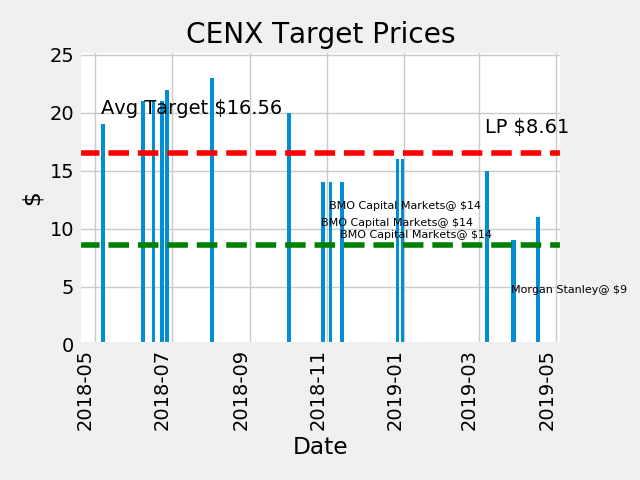 CENX Target Prices
25
20
15
10
5
0
$
Avg Target $16.56
LP $8.61
BMO Capital Markets@ $14
BMO Capital Markets@ $14
BMO Capital Markets@ $14
Morgan Stanley@ $9
2018-05
2018-07
2018-09
2018-11
2019-01
2019-03
2019-05
Date